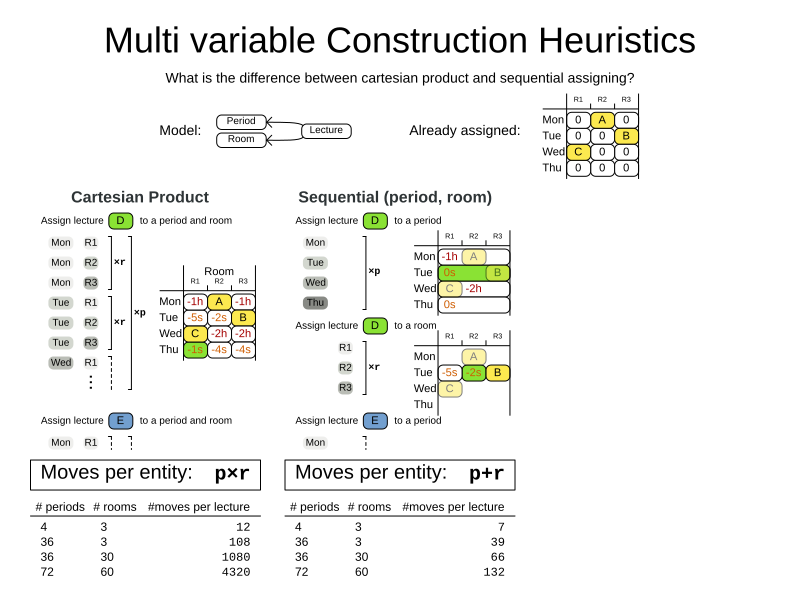 Multi variable Construction Heuristics
What is the difference between cartesian product and sequential assigning?
Model:
Period
Room
Lecture
Already assigned:
R1 R2 R3
Mon 0 A 0
Tue 0 0 B
Wed C 0 0
Thu 0 0 0
Cartesian Product
Assign lecture D to a period and room
Mon R1
Mon R2
Mon R3
×r
Tue R1
Tue R2
Tue R3
×r
Wed R1
⋮
×p
Room
R1 R2 R3
Mon -1h A -1h
Tue -5s -2s B
Wed C -2h -2h
Thu -1s -4s -4s
Assign lecture E to a period and room
Mon R1
Moves per entity: p×r
# periods # rooms #moves per lecture
4 3 12
36 3 108
36 30 1080
72 60 4320
Sequential (period, room)
Assign lecture D to a period
Mon
Tue
Wed
Thu
×p
R1 R2 R3
Mon -1h A
Tue 0s B
Wed C -2h
Thu 0s
Assign lecture D to a room
R1
R2
R3
×r
R1 R2 R3
Mon A
Tue -5s -2s B
Wed C
Thu
Assign lecture E to a period
Mon
Moves per entity: p+r
# periods # rooms #moves per lecture
4 3 7
36 3 39
36 30 66
72 60 132